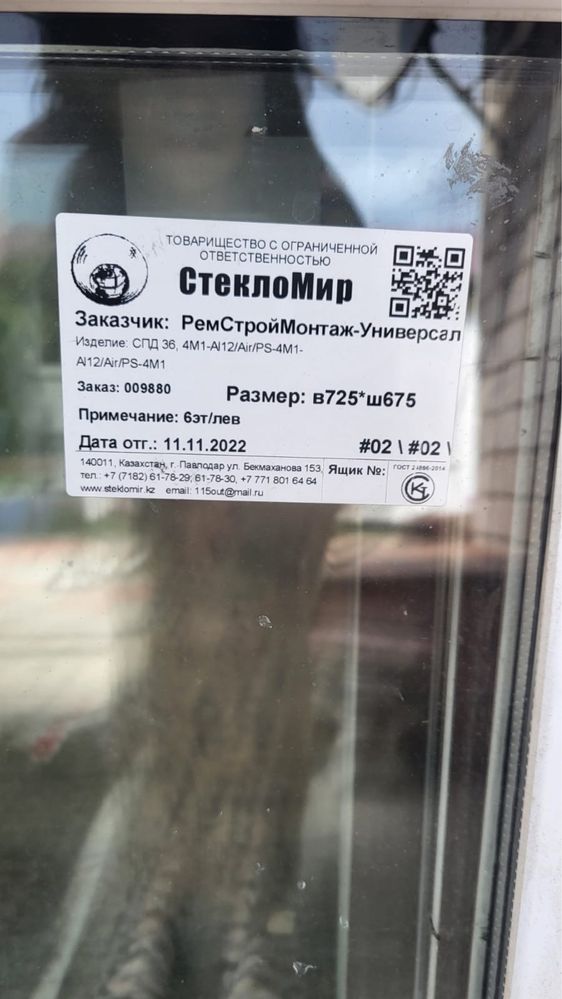 ТОВАРИЩЕСТВО С ОГРАНИЧЕННОЙ
ОТВЕТСТВЕННОСТЬЮ
СтеклоМир
Заказчик: РемСтройМонтаж-Универсал
Изделие: СПД 36, 4М1-Al12/Air/PS-4М1-
Al12/Air/PS-4М1
Заказ: 009880
Размер: в725*ш675
Примечание: 6эт/лев
Дата отг.: 11.11.2022
#02 \ #02 \
140011, Казахстан, г. Павлодар ул. Бекмаханова 153,
тел.: +7 (7182) 61-78-29; 61-78-30, +7 771 801 64 64
www.steklomir.kz email: 115out@mail.ru
Ящик №:
ГОСТ 24866-2014